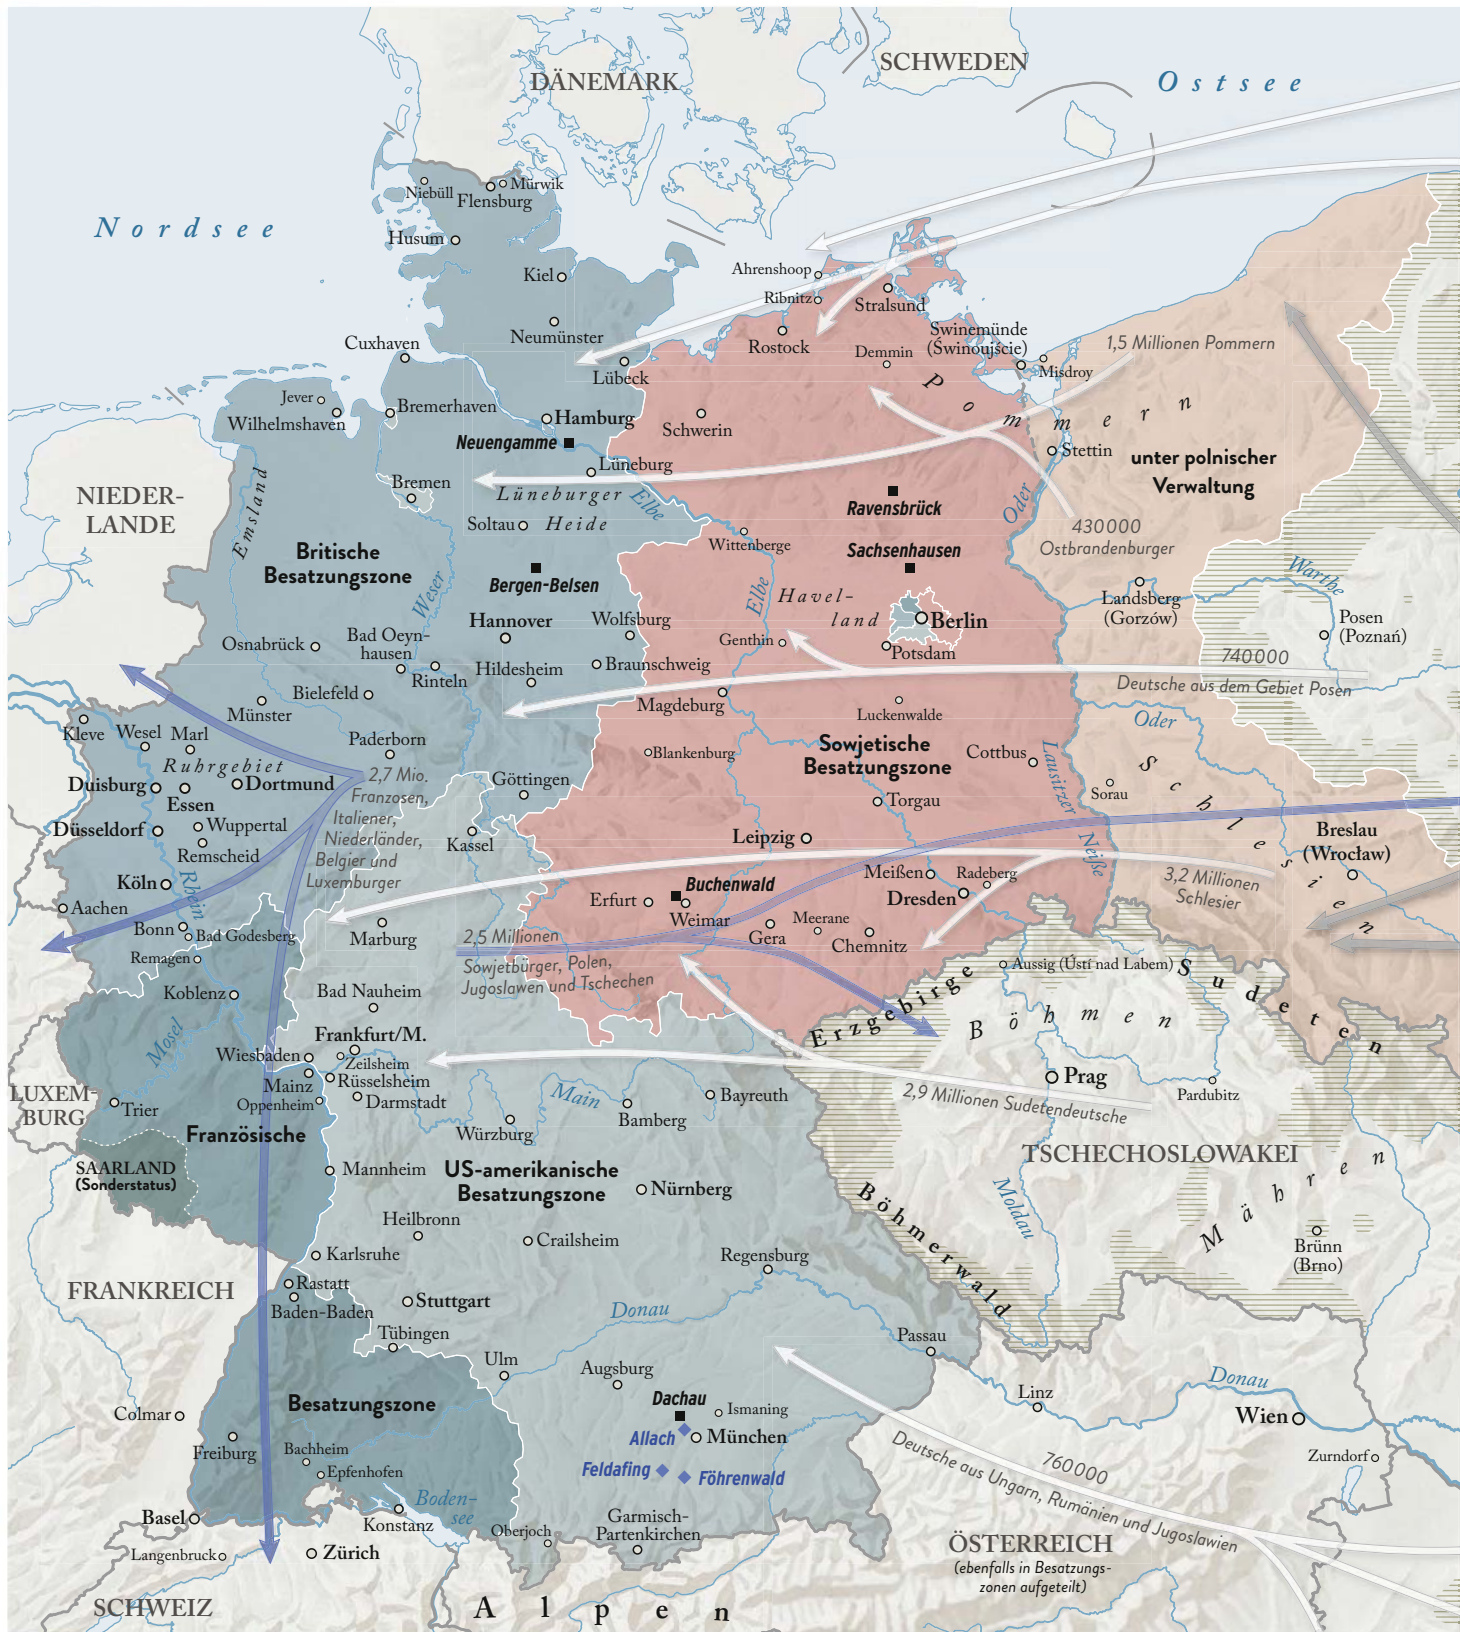 SCHWEDEN
DÄNEMARK
Ostsee
Nordsee
Niebüll
Mürwik
Flensburg
Husum
Kiel
Ahrenshoop
Ribnitz
Stralsund
Neumünster
Rostock
Swinemünde
(Świnoujście)
1,5 Millionen Pommern
Cuxhaven
Demmin
Misdroy
Lübeck
Pommern
Jever
Wilhelmshaven
Bremerhaven
Hamburg
Schwerin
Neuengamme
Stettin
unter polnischer
Verwaltung
Lüneburg
NIEDER-
LANDE
Emsland
Bremen
Lüneburger
Heide
Elbe
Ravensbrück
Oder
430000
Ostbrandenburger
Soltau
Wittenberge
Sachsenhausen
Britische
Besatzungszone
Weser
Bergen-Belsen
Elbe
Havel-
land
Warthe
Landsberg
(Gorzów)
Posen
(Poznań)
Hannover
Wolfsburg
Berlin
Osnabrück
Bad Oeyn-
hausen
Genthin
Potsdam
Rinteln
Hildesheim
Braunschweig
740000
Deutsche aus dem Gebiet Posen
Bielefeld
Magdeburg
Münster
Luckenwalde
Oder
Kleve
Wesel
Marl
Paderborn
Blankenburg
Sowjetische
Besatzungszone
Cottbus
Lausitzer
Neiße
Schlesien
Ruhrgebiet
Duisburg
Dortmund
Essen
2,7 Mio.
Franzosen,
Italiener,
Niederländer,
Belgier und
Luxemburger
Göttingen
Torgau
Sorau
Düsseldorf
Wuppertal
Remscheid
Kassel
Leipzig
Breslau
(Wrocław)
Köln
Rhein
Buchenwald
Meißen
Radeberg
3,2 Millionen
Schlesier
Aachen
Erfurt
Weimar
Dresden
Bonn
Bad Godesberg
Marburg
Gera
Meerane
Chemnitz
2,5 Millionen
Sowjetbürger, Polen,
Jugoslawen und Tschechen
Remagen
Aussig (Ústí nad Labem)
Sudeten
Koblenz
Bad Nauheim
Erzgebirge
Böhmen
Mosel
Frankfurt/M.
Wiesbaden
Zeilsheim
Mainz
Rüsselsheim
Prag
LUXEM-
BURG
Trier
Oppenheim
Darmstadt
Main
Bayreuth
2,9 Millionen Sudetendeutsche
Pardubitz
Bamberg
Würzburg
Französische
SAARLAND
(Sonderstatus)
Mannheim
US-amerikanische
Besatzungszone
Nürnberg
TSCHECHOSLOWAKEI
Böhmerwald
Moldau
Mähren
Heilbronn
Crailsheim
Brünn
(Brno)
Karlsruhe
Regensburg
FRANKREICH
Rastatt
Baden-Baden
Stuttgart
Donau
Tübingen
Passau
Ulm
Augsburg
Donau
Besatzungszone
Dachau
Linz
Colmar
Ismaning
Wien
Freiburg
Allach
München
Bachheim
Epfenhofen
Feldafing
Föhrenwald
Zurndorf
760000
Deutsche aus Ungarn, Rumänien und Jugoslawien
Basel
Boden-
see
Konstanz
Garmisch-
Partenkirchen
Oberjoch
Langenbruck
Zürich
ÖSTERREICH
(ebenfalls in Besatzungs-
zonen aufgeteilt)
SCHWEIZ
Alpen